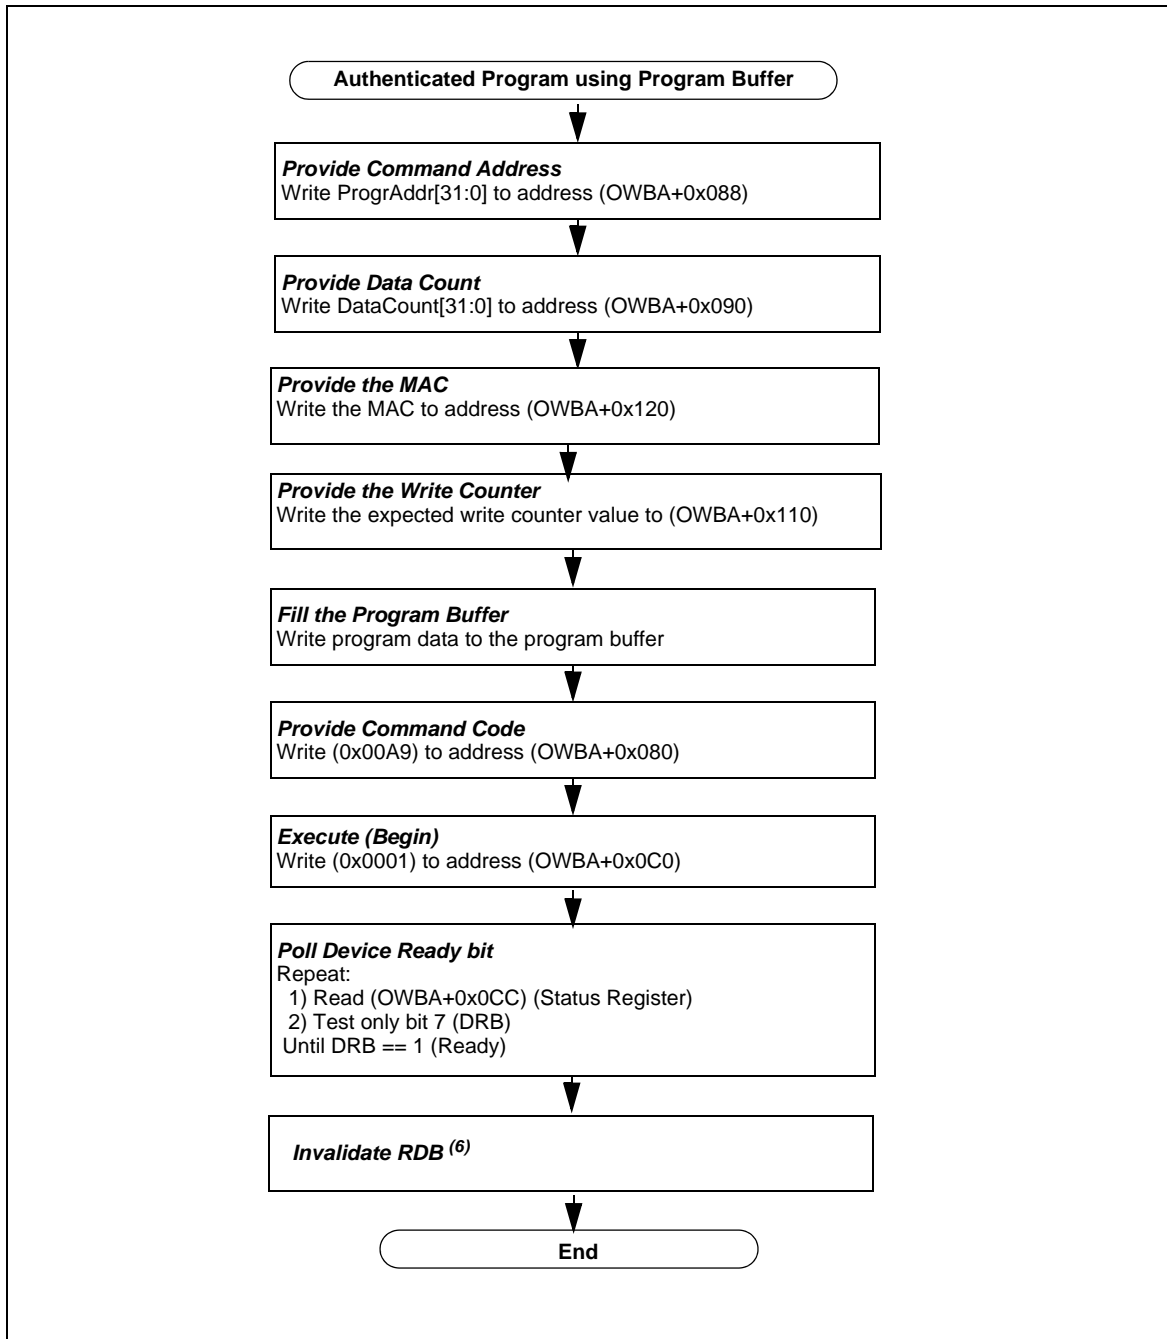 Authenticated Program using Program Buffer
Provide Command Address
Write ProgrAddr[31:0] to address (OWBA+0x088)
Provide Data Count
Write DataCount[31:0] to address (OWBA+0x090)
Provide the MAC
Write the MAC to address (OWBA+0x120)
Provide the Write Counter
Write the expected write counter value to (OWBA+0x110)
Fill the Program Buffer
Write program data to the program buffer
Provide Command Code
Write (0x00A9) to address (OWBA+0x080)
Execute (Begin)
Write (0x0001) to address (OWBA+0x0C0)
Poll Device Ready bit
Repeat:
1) Read (OWBA+0x0CC) (Status Register)
2) Test only bit 7 (DRB)
Until DRB == 1 (Ready)
Invalidate RDB (6)
End